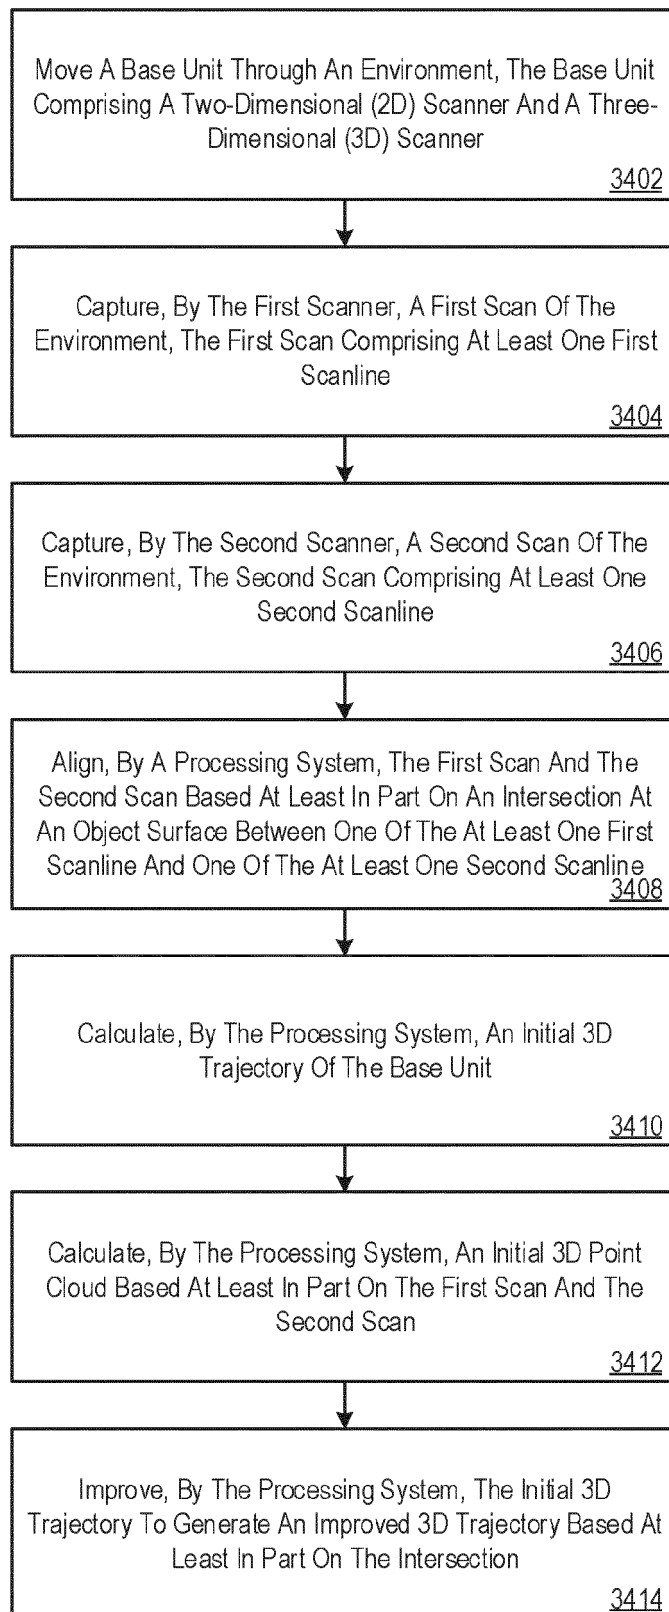 Move A Base Unit Through An Environment, The Base Unit
Comprising A Two-Dimensional (2D) Scanner And A Three-
Dimensional (3D) Scanner
3402
Capture, By The First Scanner, A First Scan Of The
Environment, The First Scan Comprising At Least One First
Scanline
3404
Capture, By The Second Scanner, A Second Scan Of The
Environment, The Second Scan Comprising At Least One
Second Scanline
3406
Align, By A Processing System, The First Scan And The
Second Scan Based At Least In Part On An Intersection At
An Object Surface Between One Of The At Least One First
Scanline And One Of The At Least One Second Scanline
3408
Calculate, By The Processing System, An Initial 3D
Trajectory Of The Base Unit
3410
Calculate, By The Processing System, An Initial 3D Point
Cloud Based At Least In Part On The First Scan And The
Second Scan
3412
Improve, By The Processing System, The Initial 3D
Trajectory To Generate An Improved 3D Trajectory Based At
Least In Part On The Intersection
3414